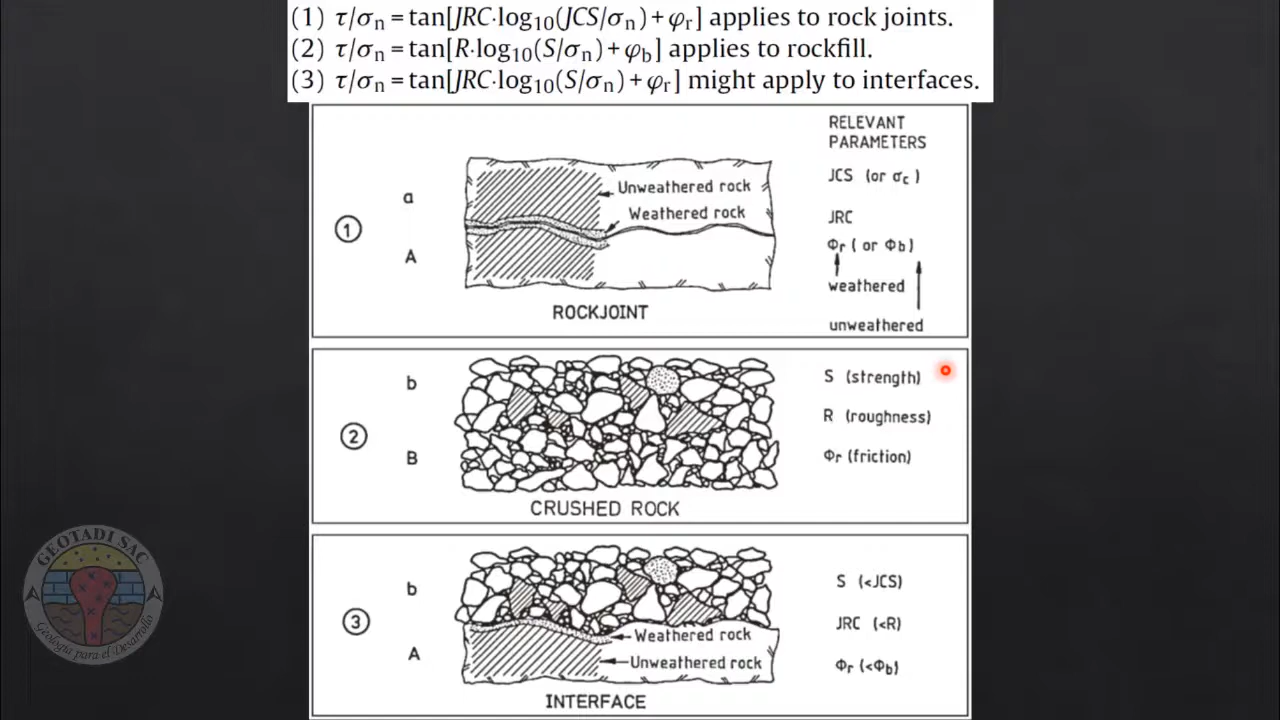 (1) τ/σn = tan[JRC·log10(JCS/σn) + φr] applies to rock joints.
(2) τ/σn = tan[R·log10(S/σn) + φb] applies to rockfill.
(3) τ/σn = tan[JRC·log10(S/σn) + φr] might apply to interfaces.
RELEVANT
PARAMETERS
1
a
A
Unweathered rock
Weathered rock
JCS (or σc)
JRC
Φr (or Φb)
weathered
unweathered
ROCKJOINT
2
b
B
S (strength)
R (roughness)
Φr (friction)
CRUSHED ROCK
3
b
A
Weathered rock
Unweathered rock
S (<JCS)
JRC (<R)
Φr (<Φb)
INTERFACE
GEOTADI SAC
Geología para el Desarrollo